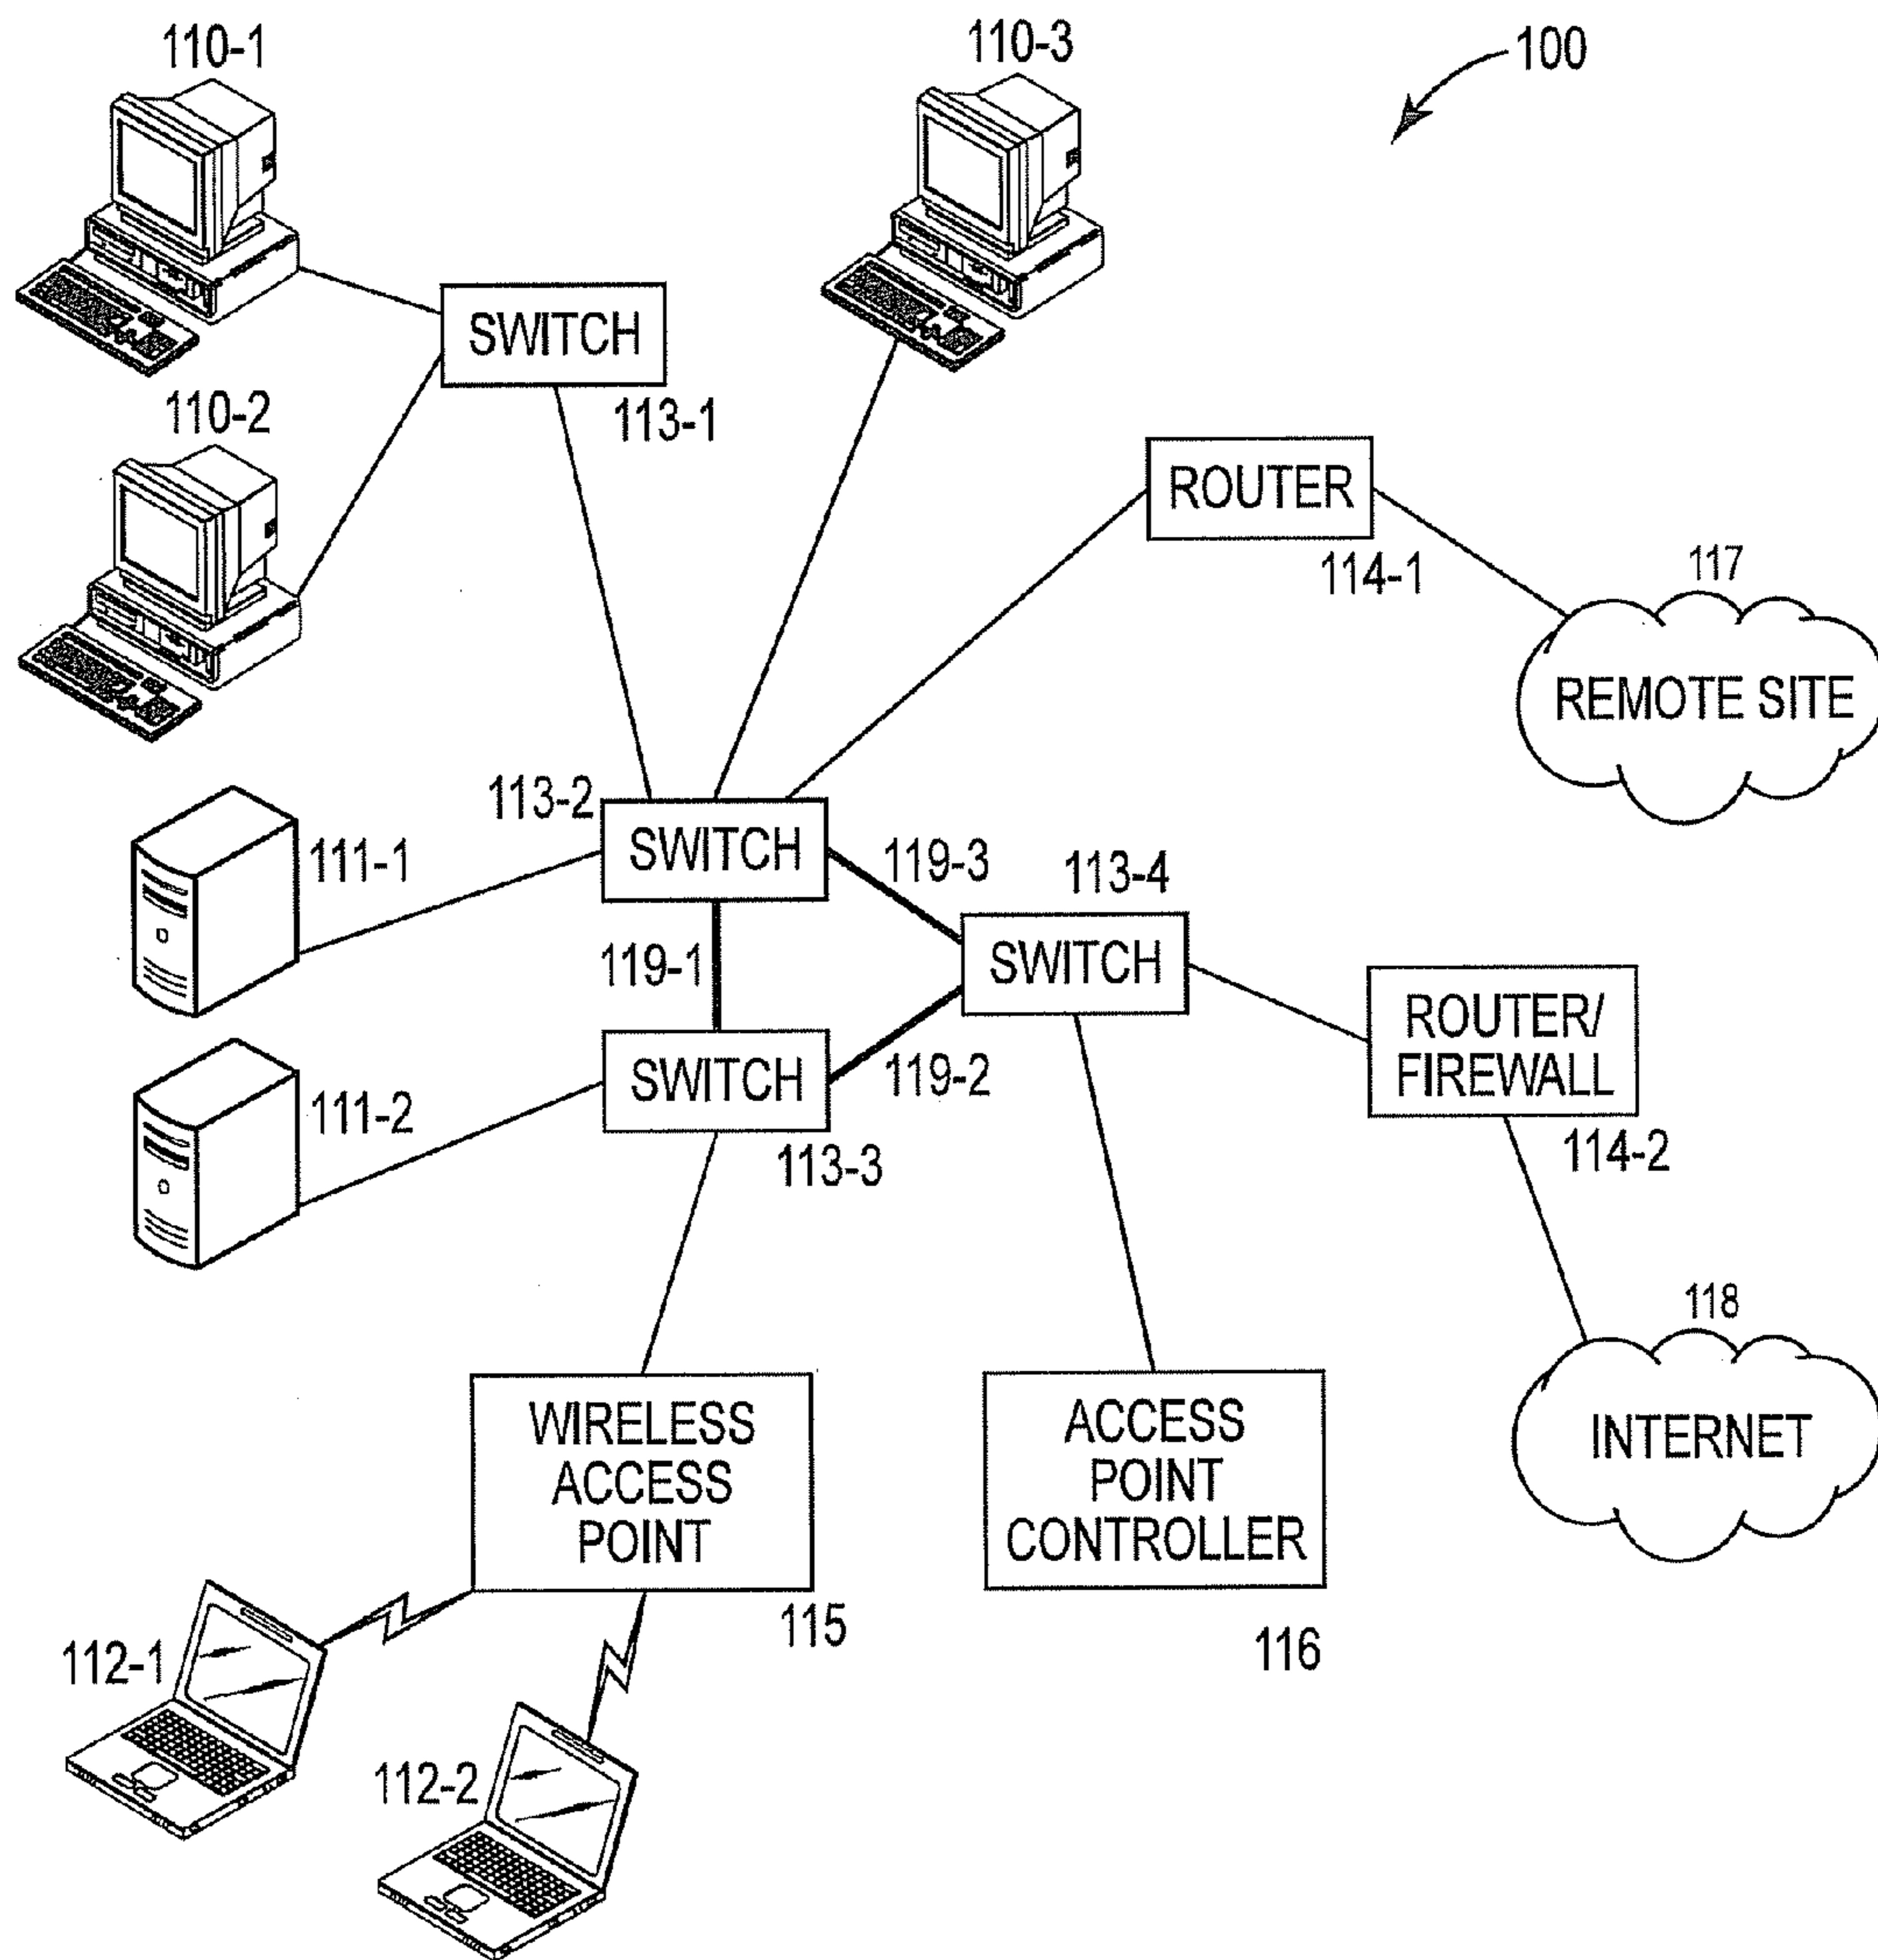 110-1
110-3
100
SWITCH
113-1
110-2
ROUTER
114-1
117
REMOTE SITE
113-2
SWITCH
111-1
119-3
113-4
119-1
SWITCH
ROUTER/
FIREWALL
114-2
SWITCH
119-2
111-2
113-3
118
INTERNET
WIRELESS
ACCESS
POINT
115
ACCESS
POINT
CONTROLLER
116
112-1
112-2